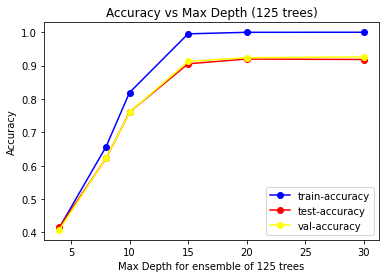 Accuracy vs Max Depth (125 trees)
1.0
0.9
0.8
0.7
0.6
0.5
0.4
Accuracy
5
10
15
20
25
30
Max Depth for ensemble of 125 trees
train-accuracy
test-accuracy
val-accuracy